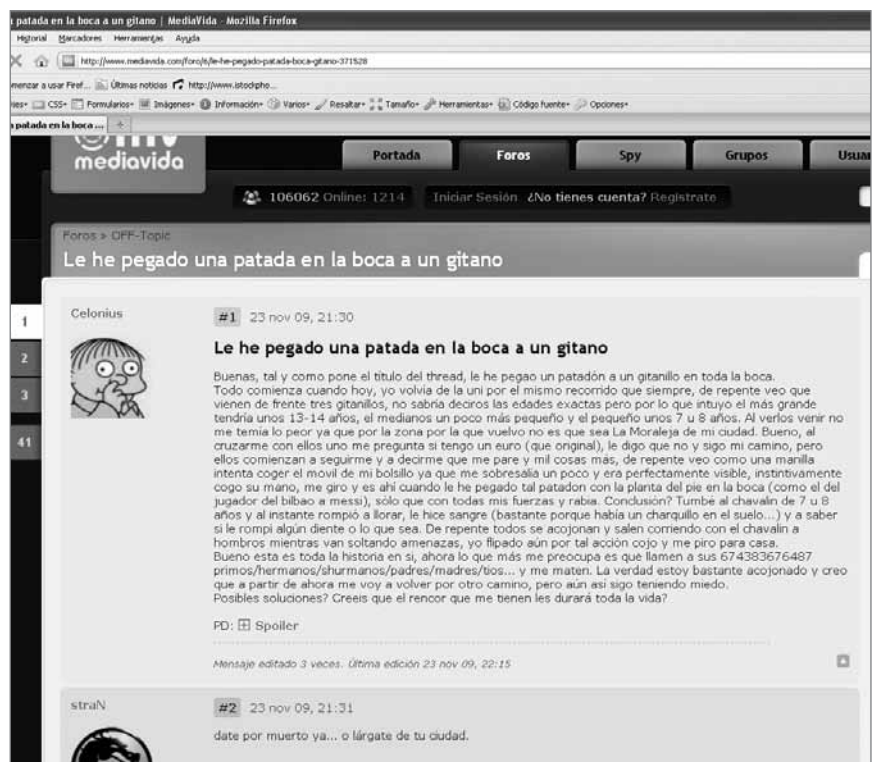 patada en la boca a un gitano | MediaVida - Mozilla Firefox
Historial Marcadores Herramientas Ayuda
http://www.mediavida.com/foro/6/le-he-pegado-patada-boca-gitano-371528
menzar a usar Firef... Últimas noticias http://www.istockpho...
CSS Formularios Imágenes Información Varios Resaltar Tamaño Herramientas Código fuente Opciones
patada en la boca ...
mv
mediavida
Portada Foros Spy Grupos Usuar
106062 Online: 1214 Iniciar Sesión ¿No tienes cuenta? Registrate
Foros » OFF-Topic
Le he pegado una patada en la boca a un gitano
1
2
3
41
Celonius
#1 23 nov 09, 21:30
Le he pegado una patada en la boca a un gitano
Buenas, tal y como pone el titulo del thread, le he pegao un patadón a un gitanillo en toda la boca.
Todo comienza cuando hoy, yo volvia de la uni por el mismo recorrido que siempre, de repente veo que
vienen de frente tres gitanillos, no sabria deciros las edades exactas pero por lo que intuyo el más grande
tendría unos 13-14 años, el medianos un poco más pequeño y el pequeño unos 7 u 8 años. Al verlos venir no
me temía lo peor ya que por la zona por la que vuelvo no es que sea La Moraleja de mi ciudad. Bueno, al
cruzarme con ellos uno me pregunta si tengo un euro (que original), le digo que no y sigo mi camino, pero
ellos comienzan a seguirme y a decirme que me pare y mil cosas más, de repente veo como una manilla
intenta coger el movil de mi bolsillo ya que me sobresalia un poco y era perfectamente visible, instintivamente
cogo su mano, me giro y es ahí cuando le he pegado tal patadon con la planta del pie en la boca (como el del
jugador del bilbao a messi), sólo que con todas mis fuerzas y rabia. Conclusión? Tumbé al chavalin de 7 u 8
años y al instante rompió a llorar, le hice sangre (bastante porque había un charquillo en el suelo...) y a saber
si le rompi algún diente o lo que sea. De repente todos se acojonan y salen corriendo con el chavalin a
hombros mientras van soltando amenazas, yo flipado aún por tal acción cojo y me piro para casa.
Bueno esta es toda la historia en si, ahora lo que más me preocupa es que llamen a sus 674383676487
primos/hermanos/shurmanos/padres/madres/tios... y me maten. La verdad estoy bastante acojonado y creo
que a partir de ahora me voy a volver por otro camino, pero aún asi sigo teniendo miedo.
Posibles soluciones? Creeis que el rencor que me tienen les durará toda la vida?
PD: Spoiler
Mensaje editado 3 veces. Última edición 23 nov 09, 22:15
straN
#2 23 nov 09, 21:31
date por muerto ya... o lárgate de tu ciudad.